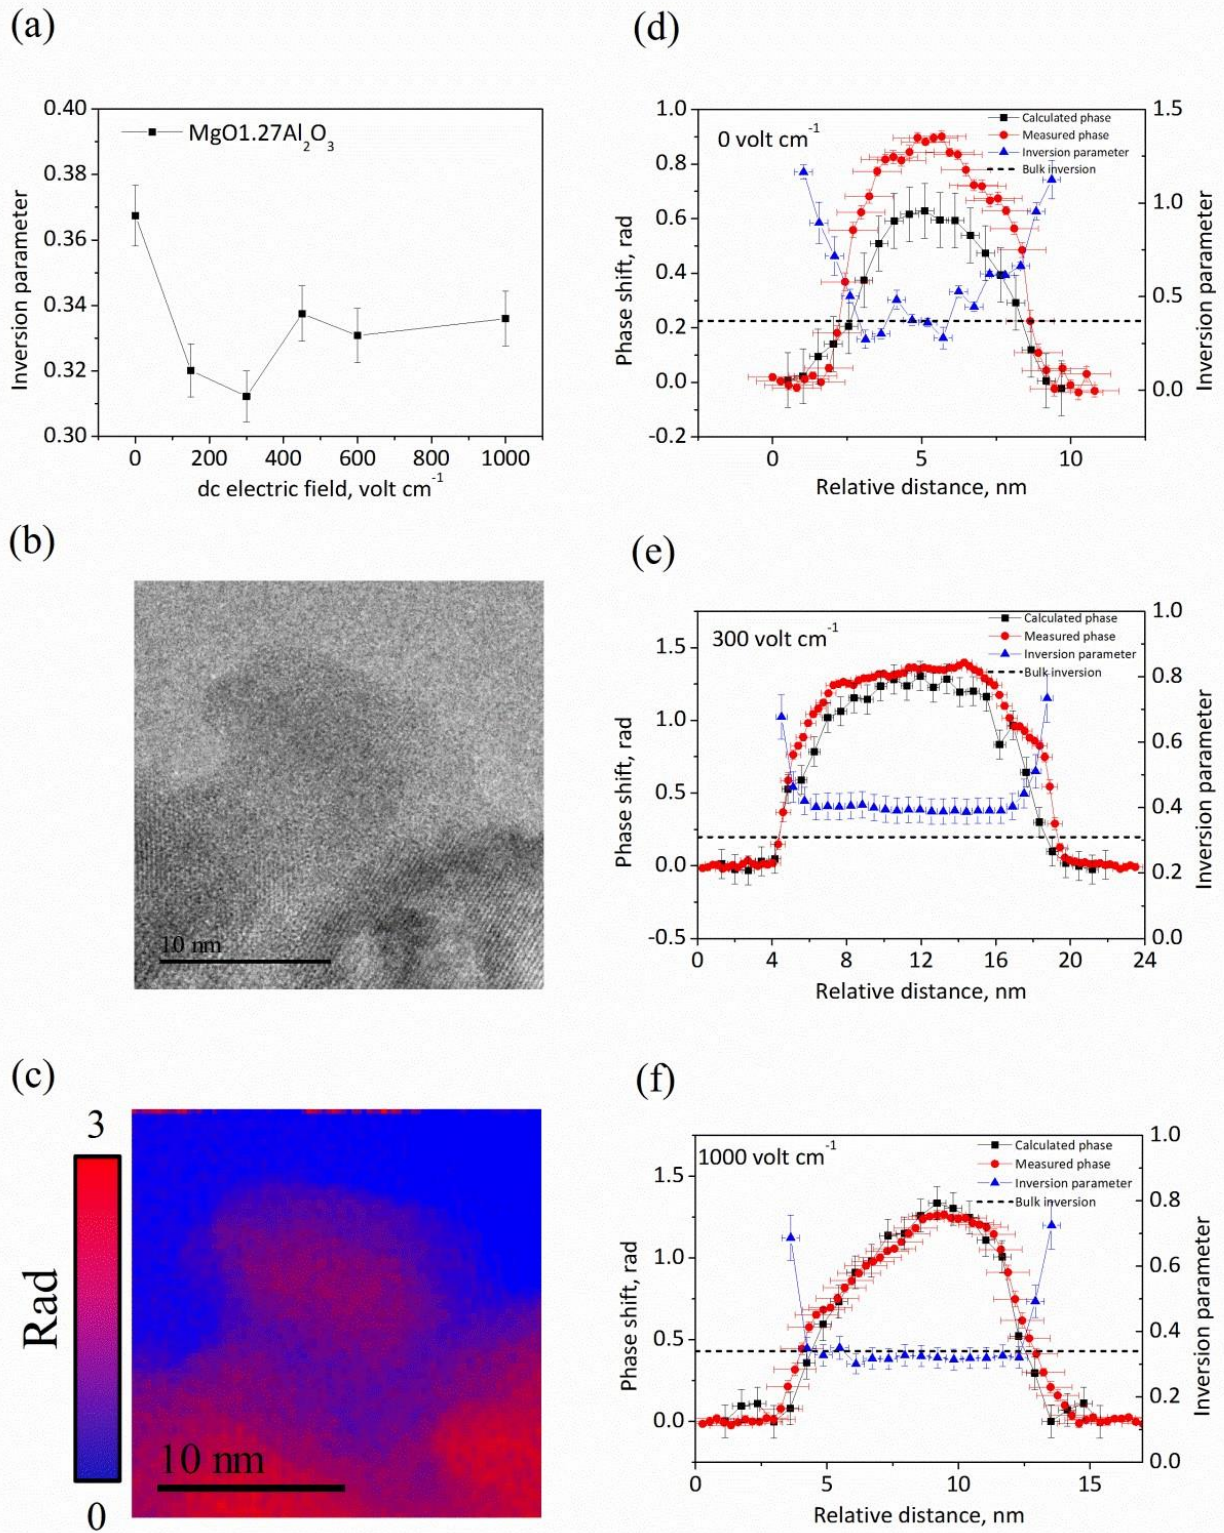 (a)
0.40
0.38
0.36
0.34
0.32
0.30
Inversion parameter
MgO1.27Al₂O₃
0 200 400 600 800 1000
dc electric field, volt cm⁻¹
(b)
10 nm
(c)
3
Rad
0
10 nm
(d)
1.0
0.8
0.6
0.4
0.2
0.0
-0.2
Phase shift, rad
0 volt cm⁻¹
Calculated phase
Measured phase
Inversion parameter
Bulk inversion
1.5
1.0
0.5
0.0
Inversion parameter
0 5 10
Relative distance, nm
(e)
1.5
1.0
0.5
0.0
-0.5
Phase shift, rad
300 volt cm⁻¹
Calculated phase
Measured phase
Inversion parameter
Bulk inversion
1.0
0.8
0.6
0.4
0.2
0.0
Inversion parameter
0 4 8 12 16 20 24
Relative distance, nm
(f)
1.5
1.0
0.5
0.0
Phase shift, rad
1000 volt cm⁻¹
Calculated phase
Measured phase
Inversion parameter
Bulk inversion
1.0
0.8
0.6
0.4
0.2
0.0
Inversion parameter
0 5 10 15
Relative distance, nm